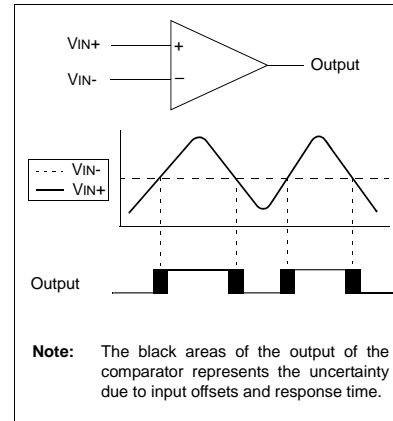 VIN+
+
Output
VIN-
–
VIN-
VIN+
Output
Note: The black areas of the output of the
comparator represents the uncertainty
due to input offsets and response time.